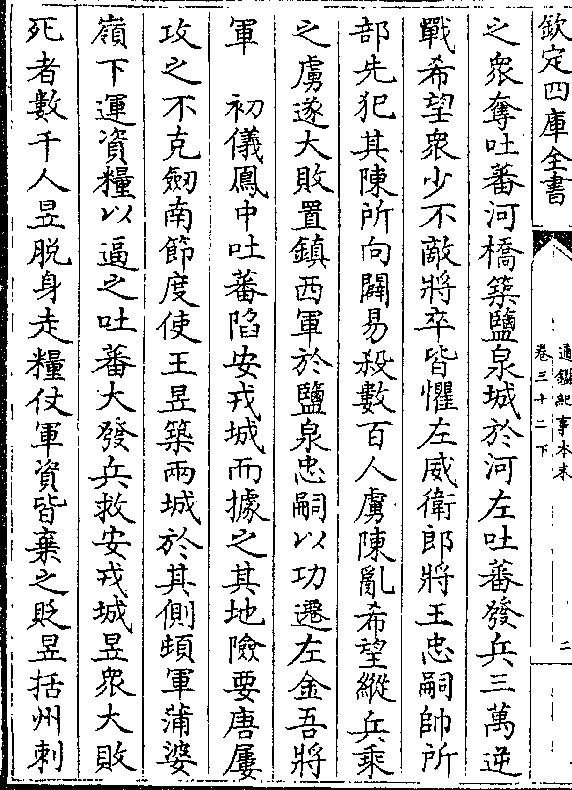 欽定四庫全書
通鑑紀事本末
卷三十二下
二
之衆奪吐蕃河橋築鹽泉城於河左吐蕃發兵三萬逆
戰希望衆少不敵將卒皆懼左威衛郎將王忠嗣帥所
部先犯其陳所向闢易殺數百人虜陳亂希望縱兵乘
之虜遂大敗置鎮西軍於鹽泉忠嗣以功遷左金吾將
軍　初儀鳳中吐蕃陷安戎城而據之其地險要唐屢
攻之不克劒南節度使王昱築兩城於其側頓軍蒲婆
嶺下運資糧以逼之吐蕃大發兵救安戎城昱衆大敗
死者數千人昱脫身走糧仗軍資皆棄之貶昱括州刺